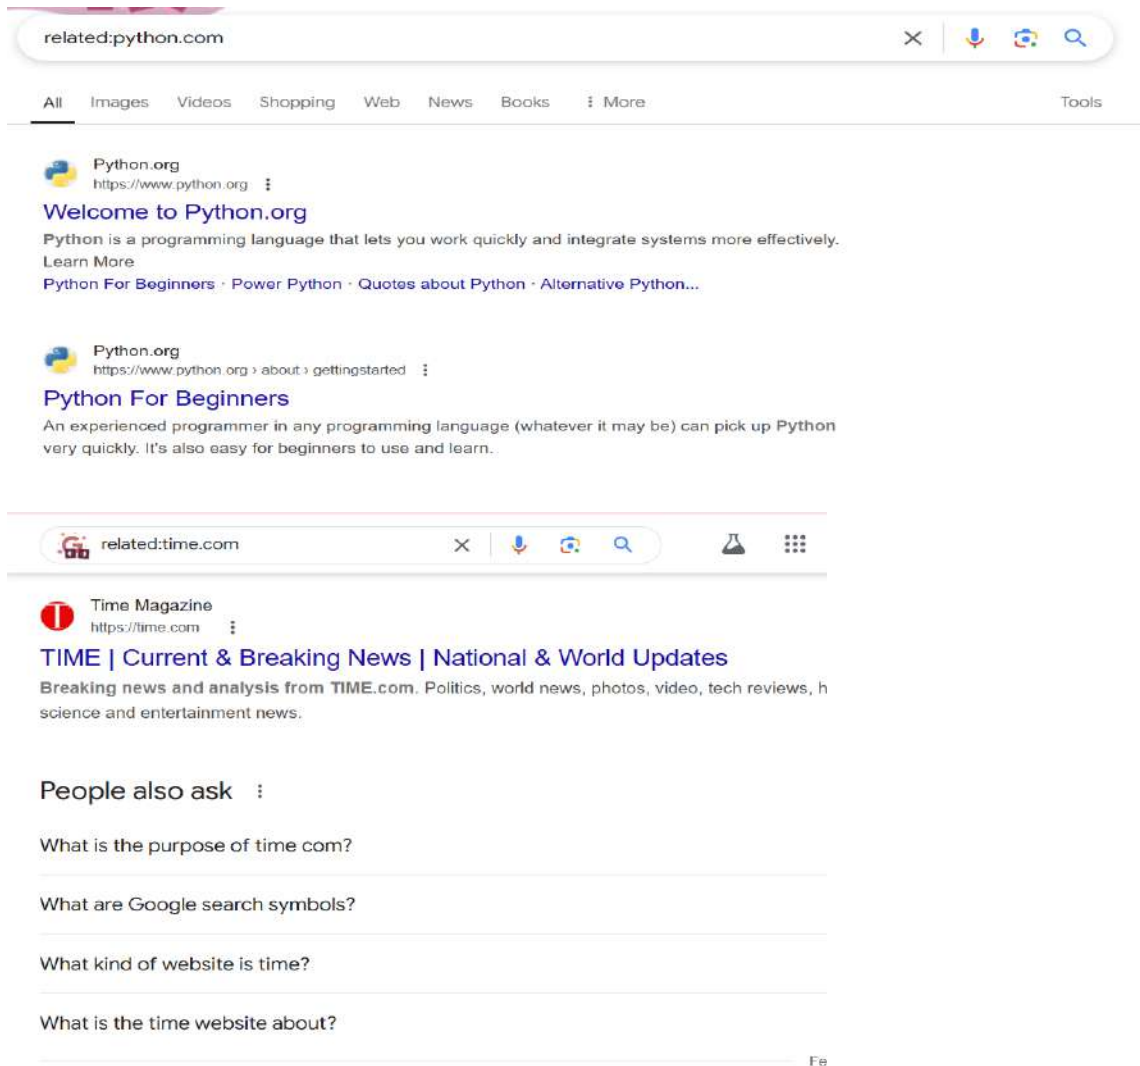 related:python.com
All Images Videos Shopping Web News Books More Tools
Python.org
https://www.python.org
Welcome to Python.org
Python is a programming language that lets you work quickly and integrate systems more effectively.
Learn More
Python For Beginners · Power Python · Quotes about Python · Alternative Python...
Python.org
https://www.python.org › about › gettingstarted
Python For Beginners
An experienced programmer in any programming language (whatever it may be) can pick up Python
very quickly. It's also easy for beginners to use and learn.
related:time.com
Time Magazine
https://time.com
TIME | Current & Breaking News | National & World Updates
Breaking news and analysis from TIME.com. Politics, world news, photos, video, tech reviews, h
science and entertainment news.
People also ask
What is the purpose of time com?
What are Google search symbols?
What kind of website is time?
What is the time website about?
Fe